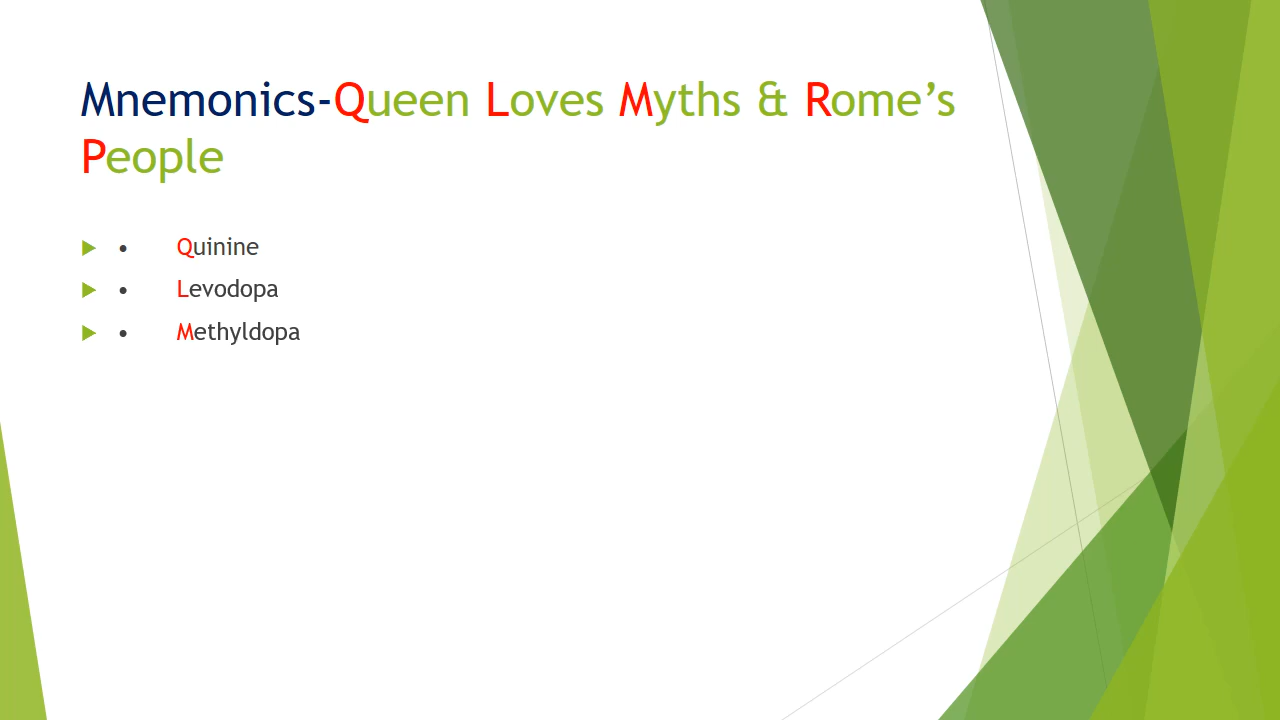 Mnemonics-Queen Loves Myths & Rome’s
People
• Quinine
• Levodopa
• Methyldopa